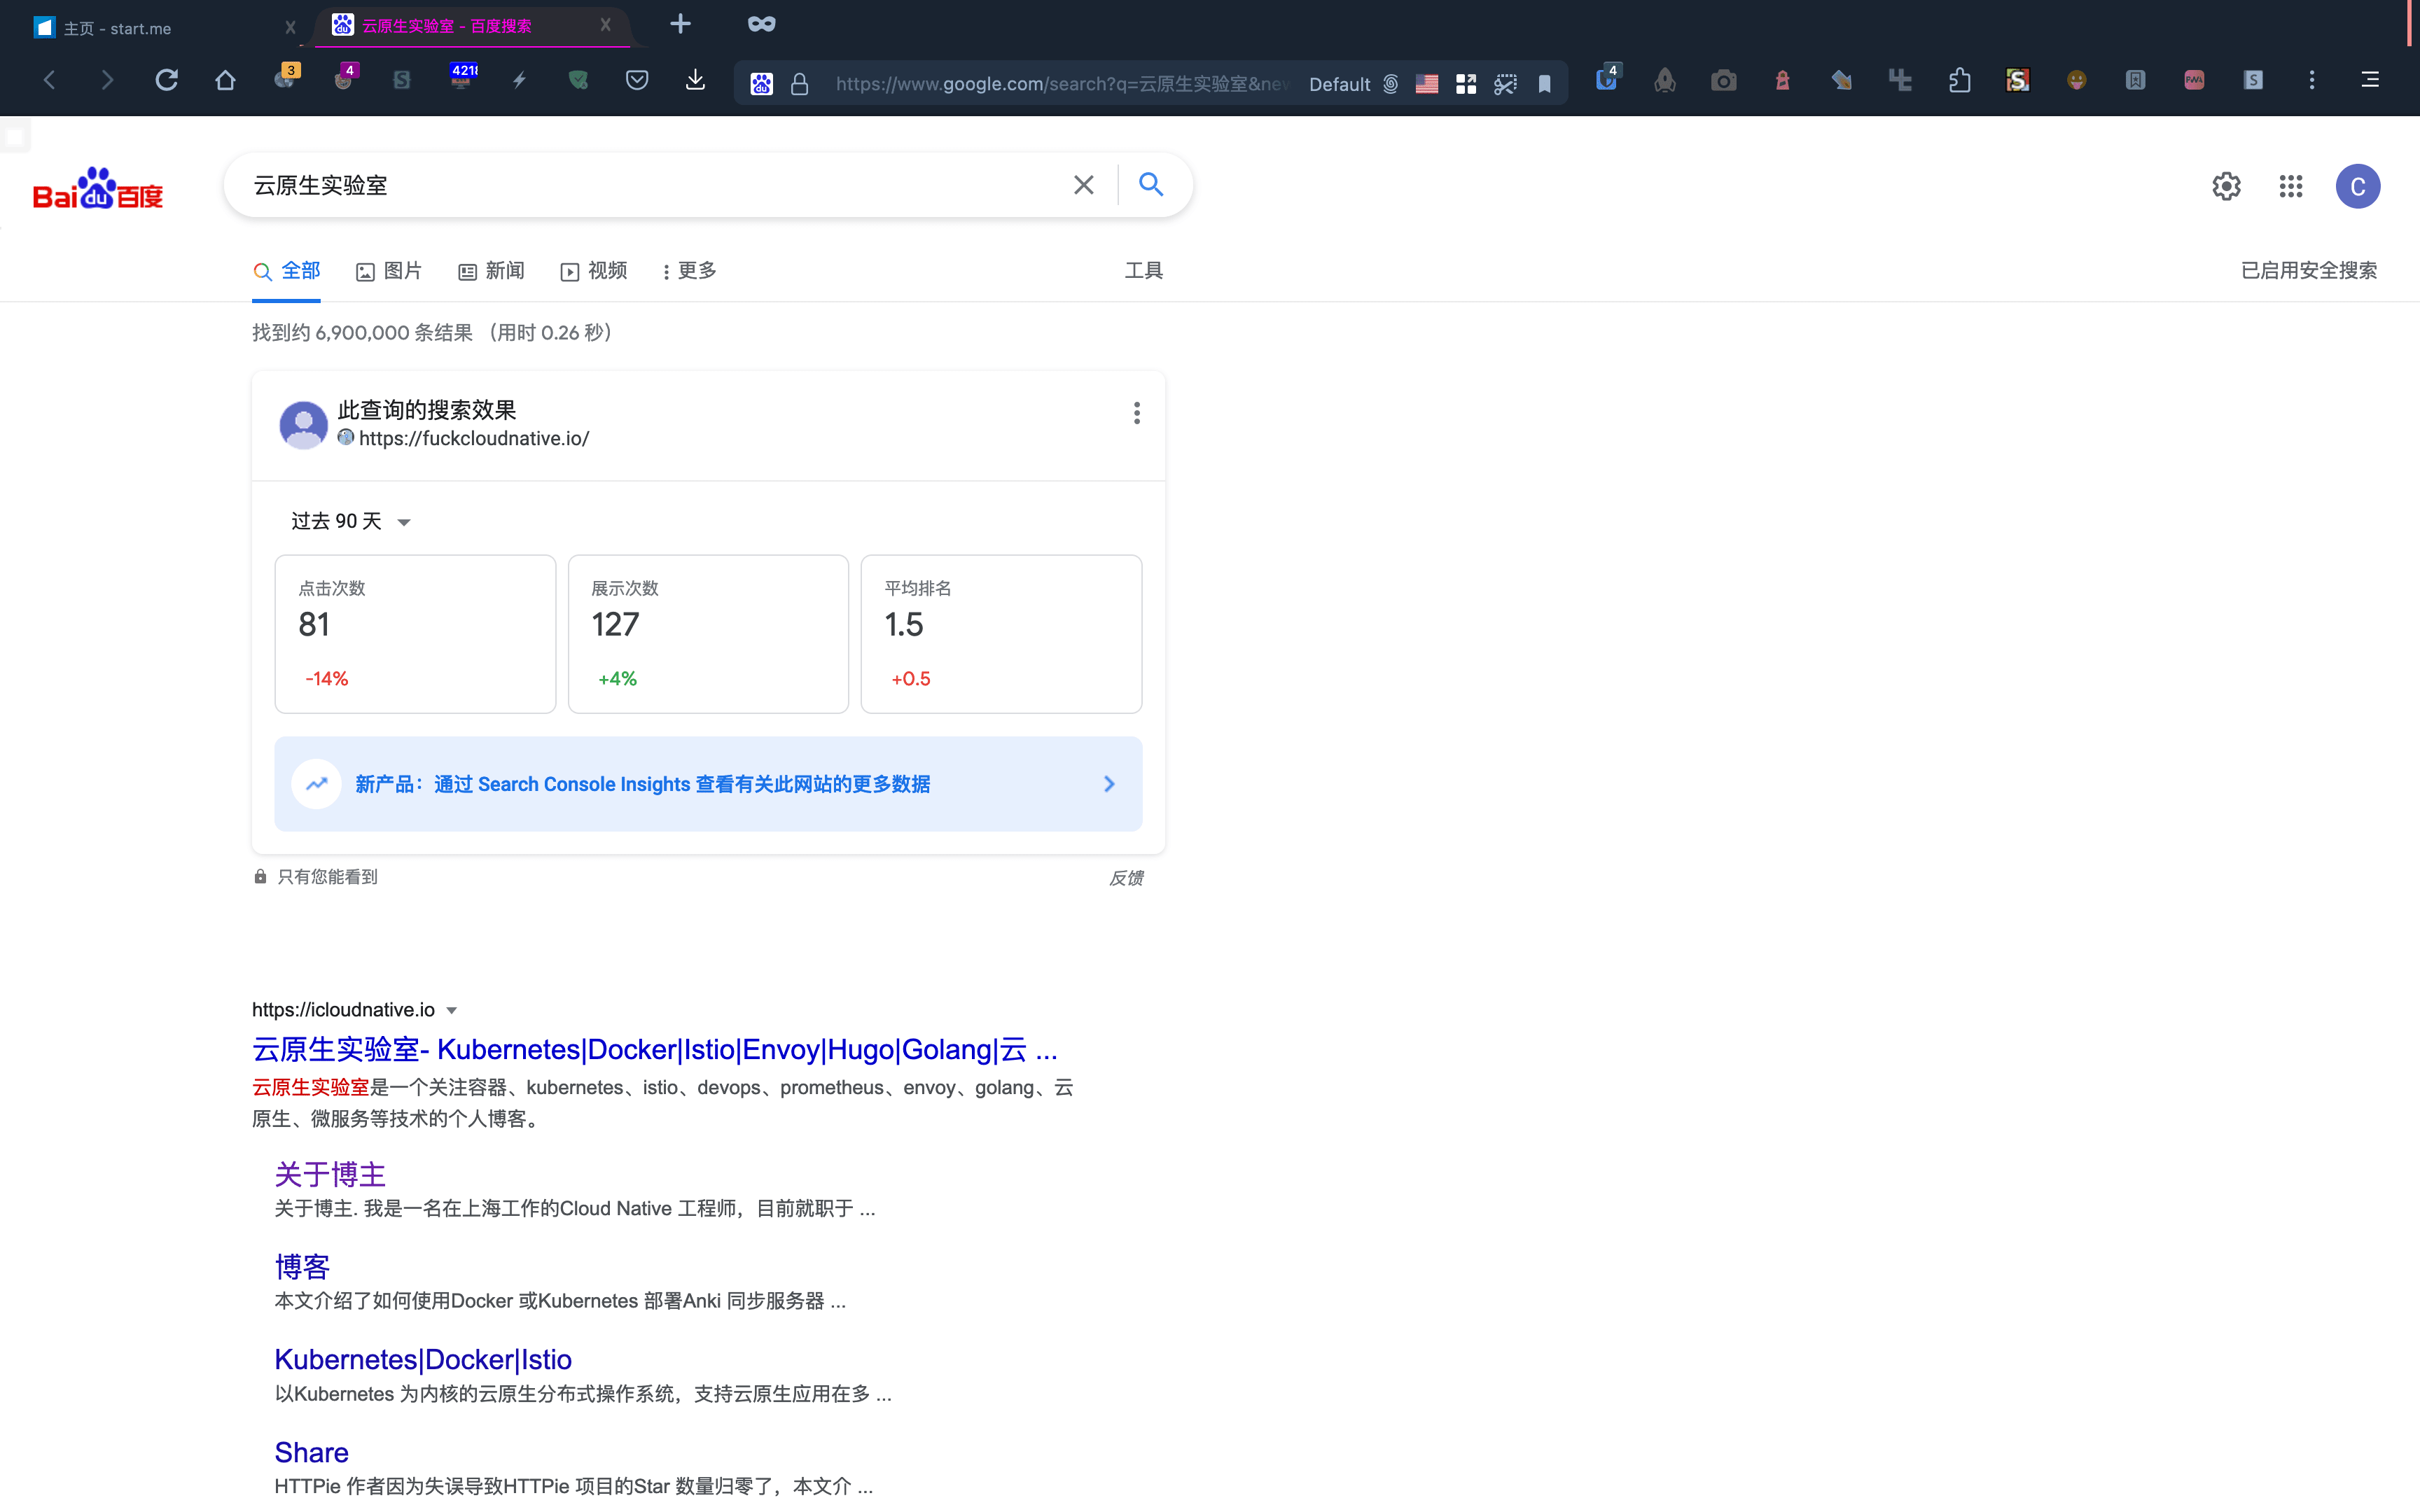 主页 - start.me
云原生实验室 - 百度搜索
3
4
4
https://www.google.com/search?q=云原生实验室&nev
Default
Baidu百度
云原生实验室
C
全部
图片
新闻
视频
更多
工具
已启用安全搜索
找到约 6,900,000 条结果 （用时 0.26 秒）
此查询的搜索效果
https://fuckcloudnative.io/
过去 90 天
点击次数
81
-14%
展示次数
127
+4%
平均排名
1.5
+0.5
新产品：通过 Search Console Insights 查看有关此网站的更多数据
只有您能看到
反馈
https://icloudnative.io
云原生实验室- Kubernetes|Docker|Istio|Envoy|Hugo|Golang|云 ...
云原生实验室是一个关注容器、kubernetes、istio、devops、prometheus、envoy、golang、云
原生、微服务等技术的个人博客。
关于博主
关于博主. 我是一名在上海工作的Cloud Native 工程师，目前就职于 ...
博客
本文介绍了如何使用Docker 或Kubernetes 部署Anki 同步服务器 ...
Kubernetes|Docker|Istio
以Kubernetes 为内核的云原生分布式操作系统，支持云原生应用在多 ...
Share
HTTPie 作者因为失误导致HTTPie 项目的Star 数量归零了，本文介 ...